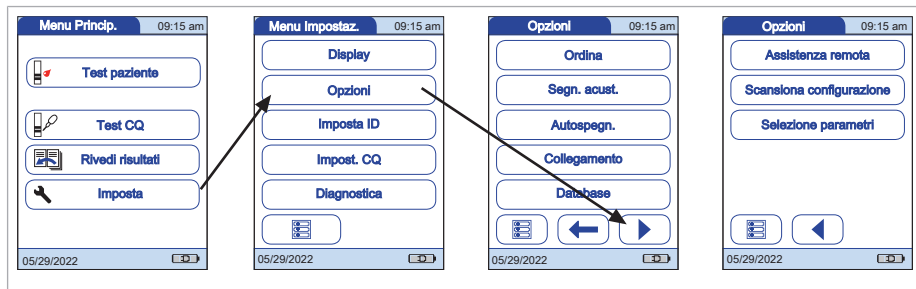 Menu Princip. 09:15 am
Test paziente
Test CQ
Rivedi risultati
Imposta
05/29/2022
Menu Impostaz. 09:15 am
Display
Opzioni
Imposta ID
Impost. CQ
Diagnostica
05/29/2022
Opzioni 09:15 am
Ordina
Segn. acust.
Autospegn.
Collegamento
Database
05/29/2022
Opzioni 09:15 am
Assistenza remota
Scansiona configurazione
Selezione parametri
05/29/2022